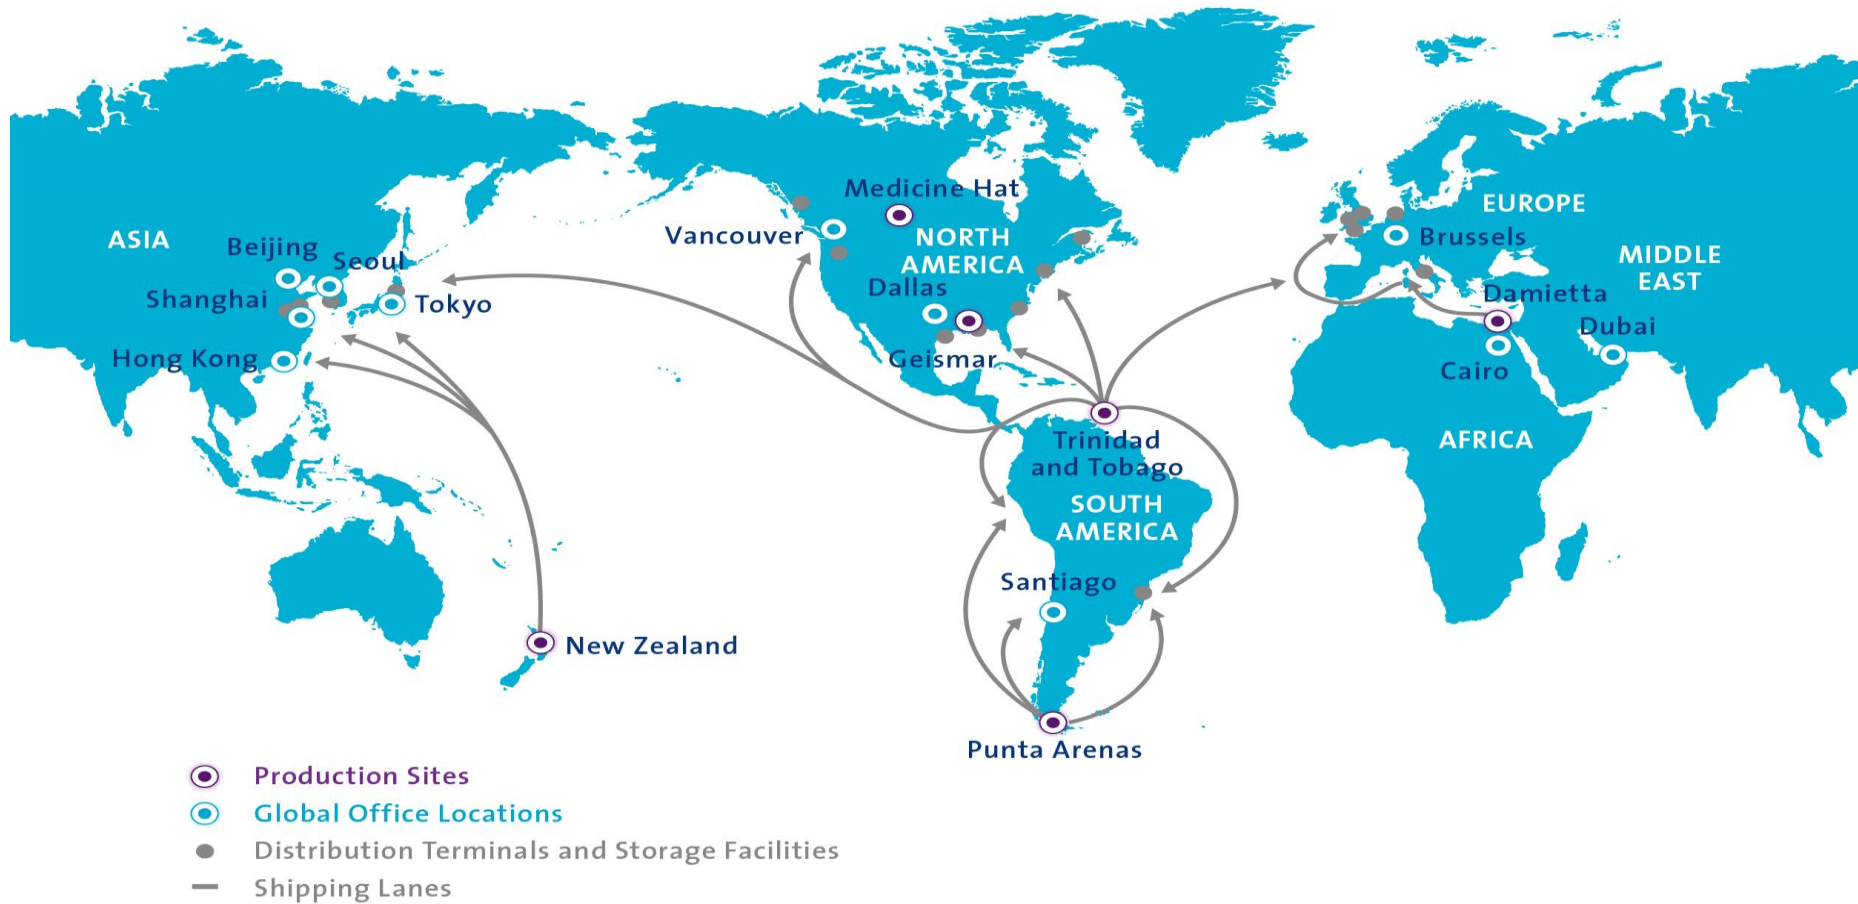 Medicine Hat
EUROPE
Vancouver
NORTH
AMERICA
ASIA
Beijing
Seoul
Brussels
MIDDLE
EAST
Dallas
Damietta
Shanghai
Tokyo
Dubai
Hong Kong
Geismar
Cairo
Trinidad
and Tobago
AFRICA
SOUTH
AMERICA
Santiago
New Zealand
Punta Arenas
Production Sites
Global Office Locations
Distribution Terminals and Storage Facilities
Shipping Lanes